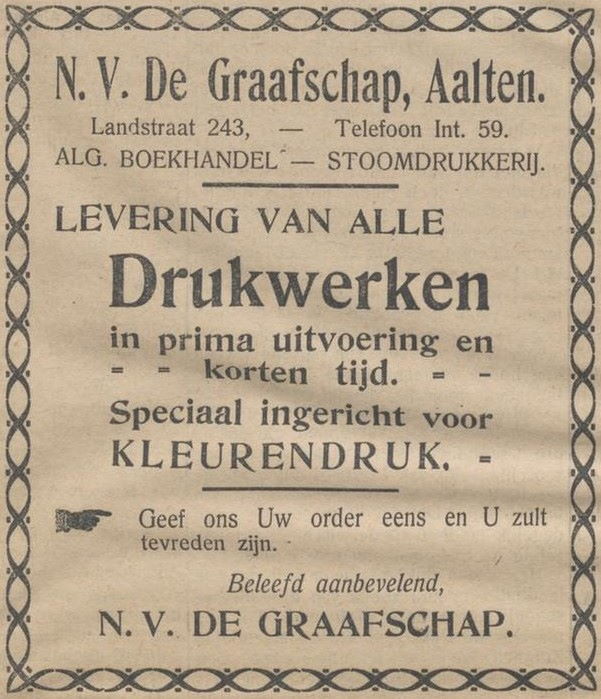 N. V. De Graafschap, Aalten.
Landstraat 243, — Telefoon Int. 59.
ALG. BOEKHANDEL — STOOMDRUKKERIJ.
LEVERING VAN ALLE
Drukwerken
in prima uitvoering en
= = korten tijd. = -
Speciaal ingericht voor
KLEURENDRUK. =
Geef ons Uw order eens en U zult
tevreden zijn.
Beleefd aanbevelend,
N. V. DE GRAAFSCHAP.